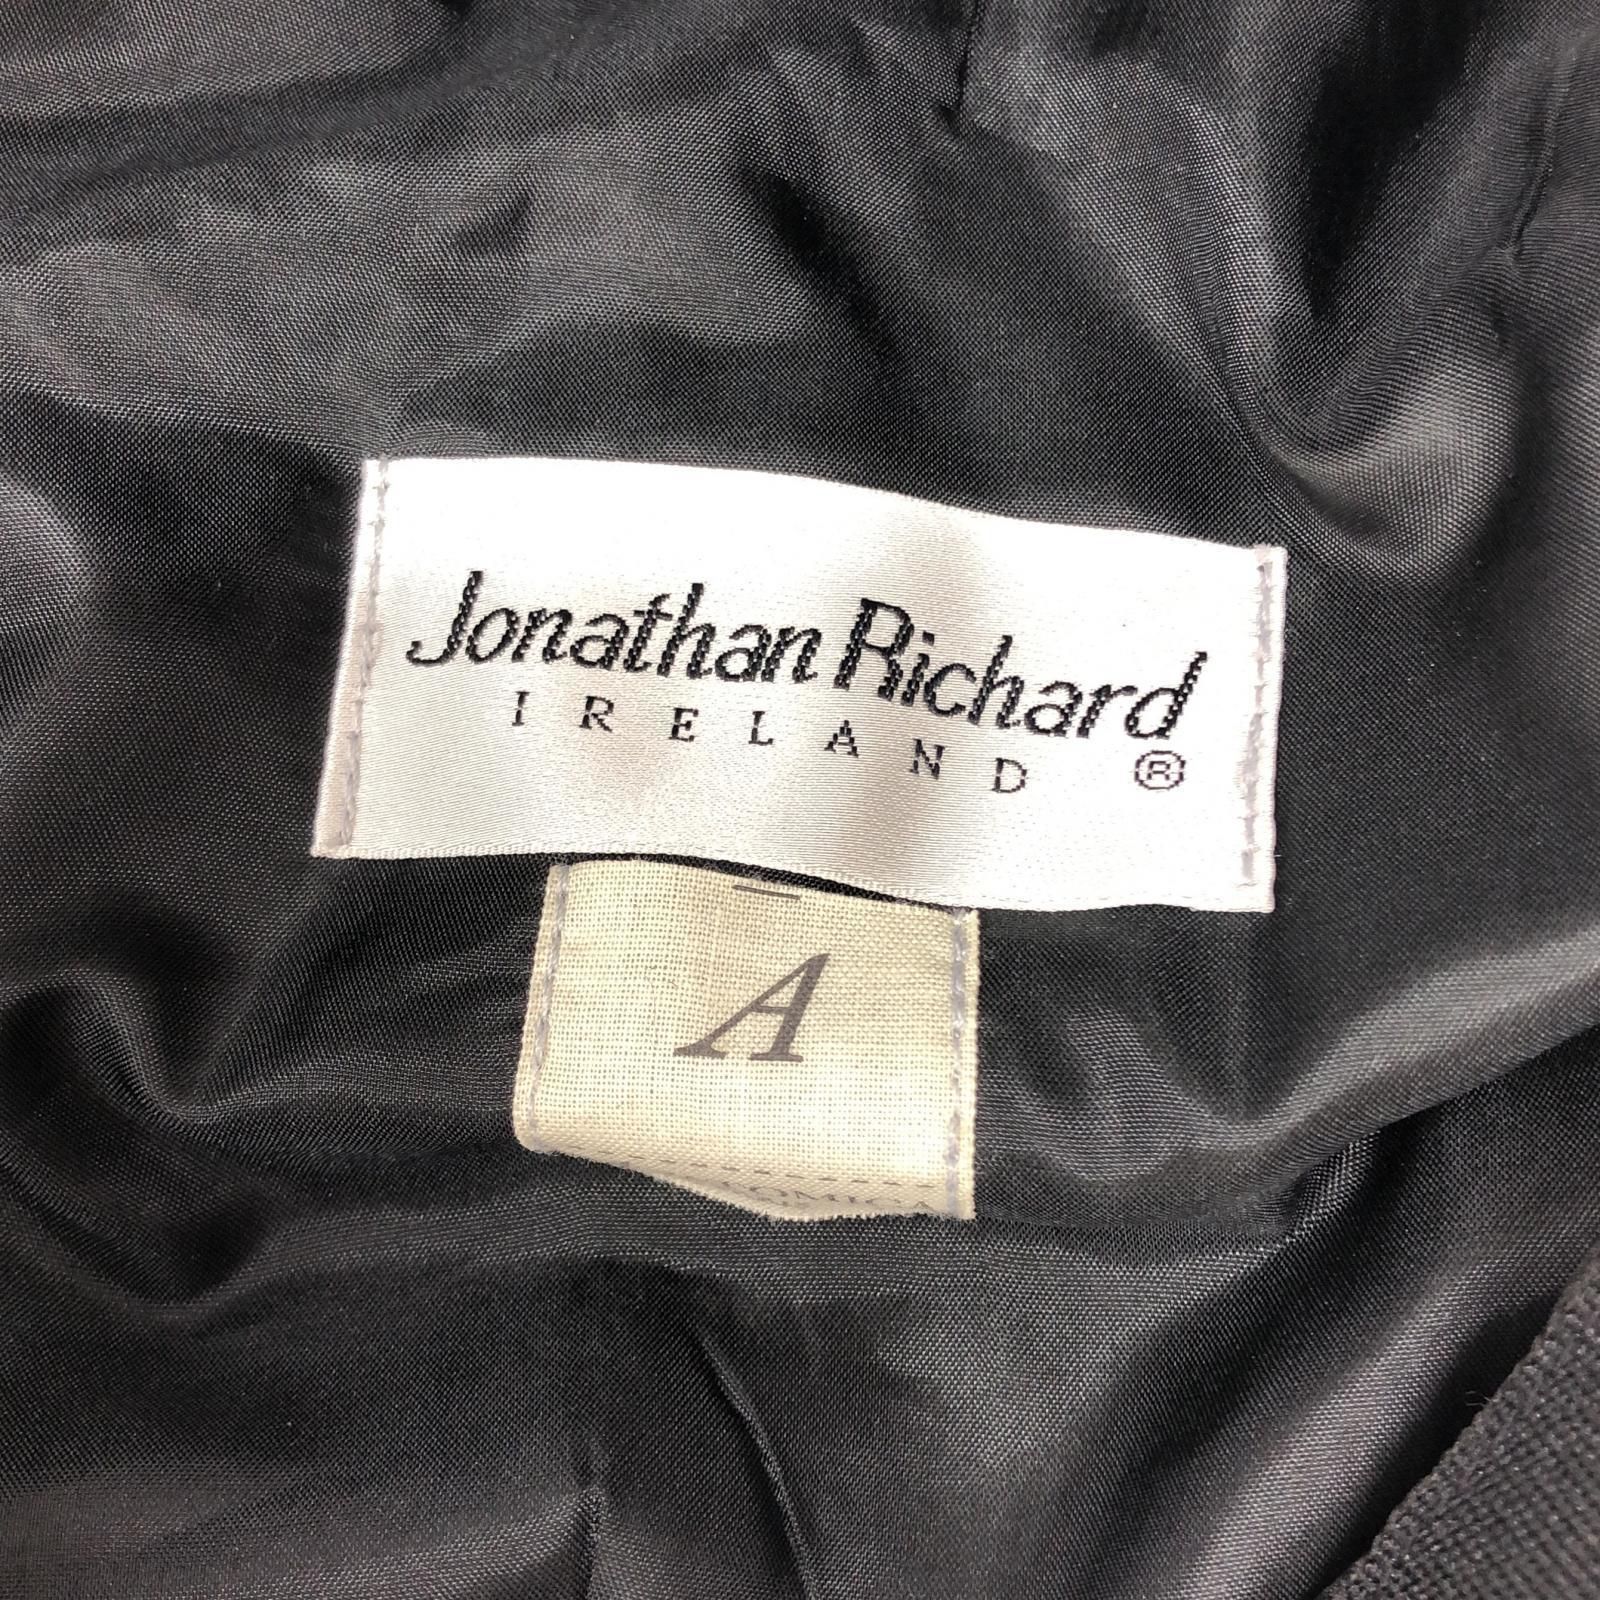 Jonathan Richard
IRELAND ®
A